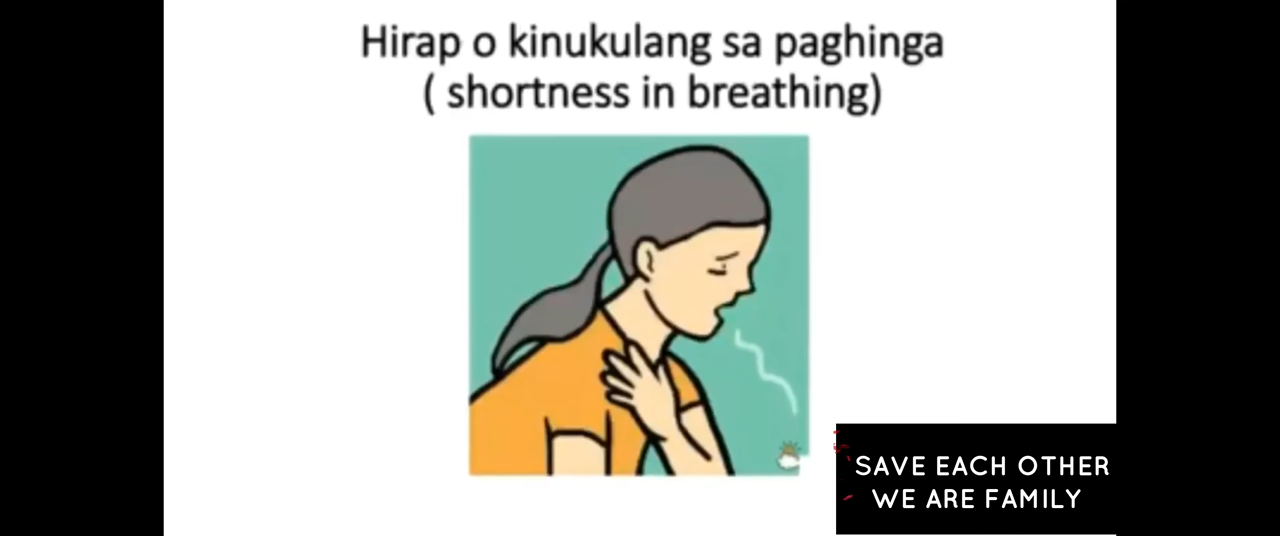 Hirap o kinukulang sa paghinga
( shortness in breathing)
SAVE EACH OTHER
WE ARE FAMILY